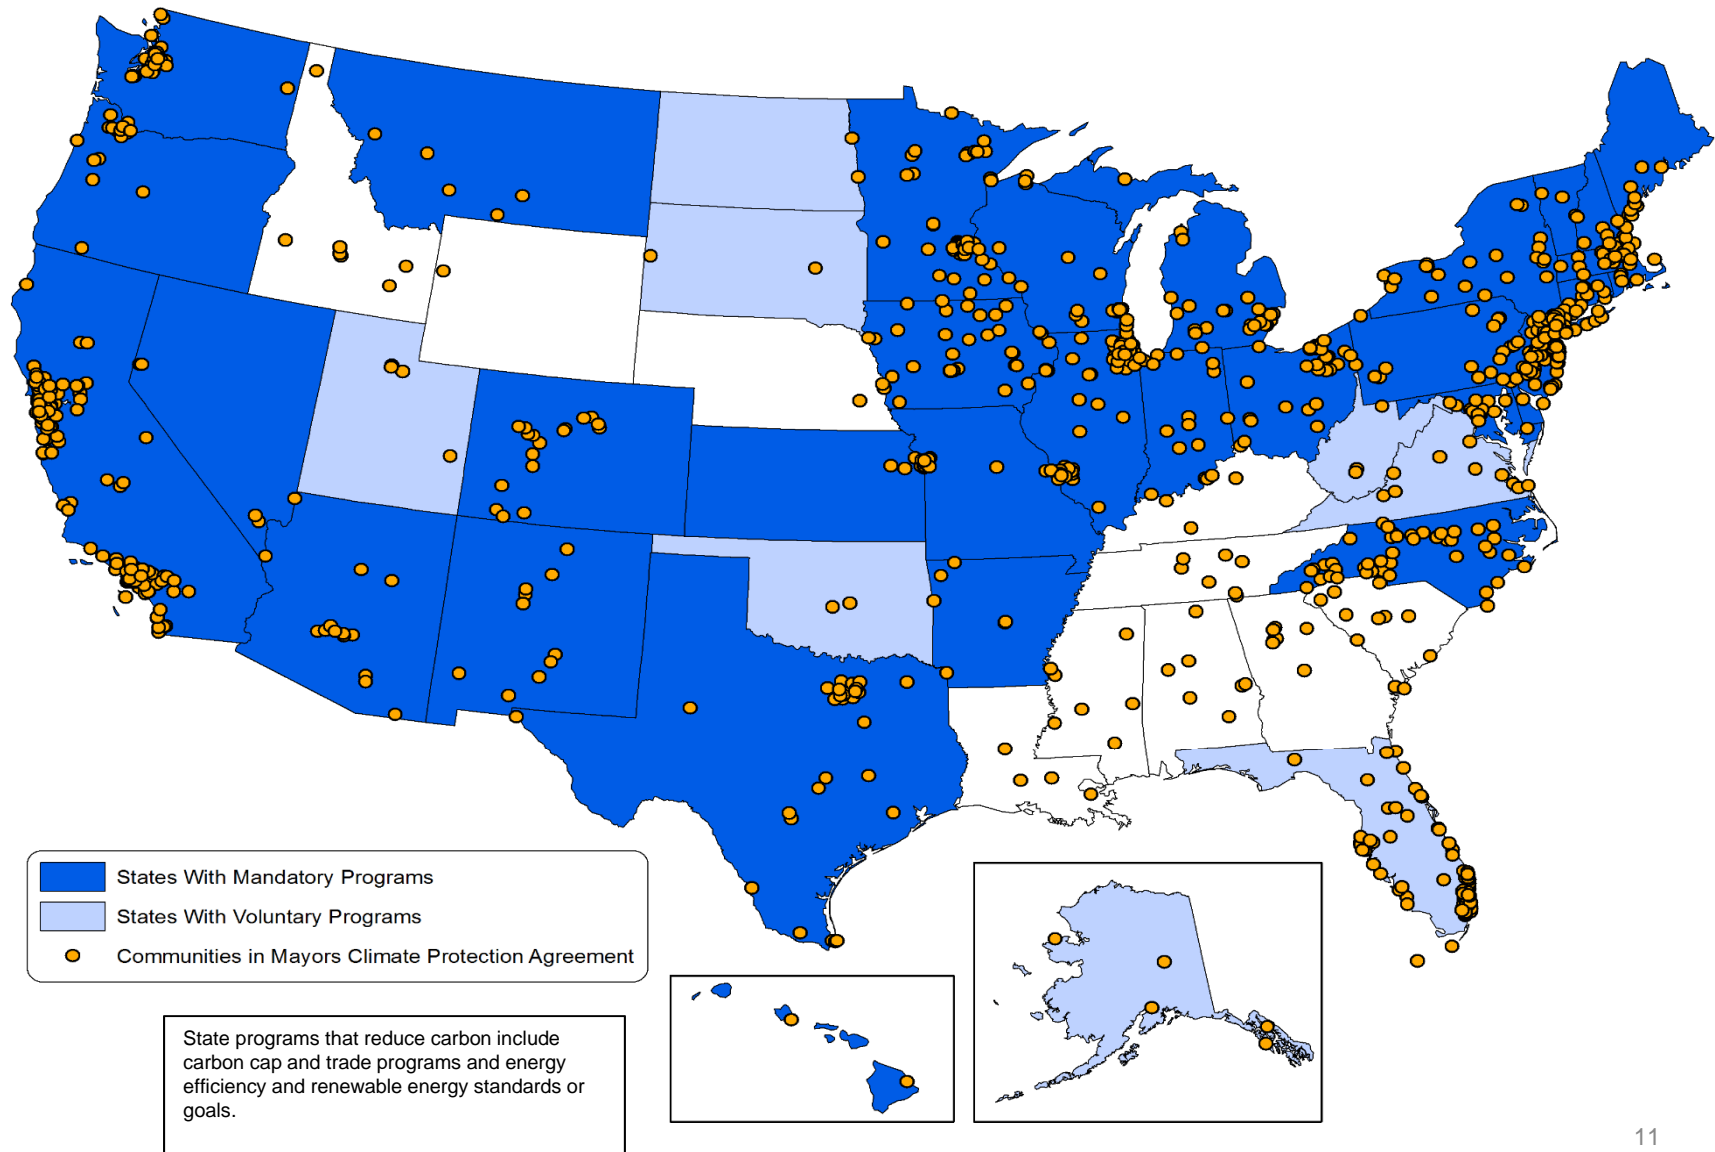 States With Mandatory Programs
States With Voluntary Programs
Communities in Mayors Climate Protection Agreement
State programs that reduce carbon include
carbon cap and trade programs and energy
efficiency and renewable energy standards or
goals.
11